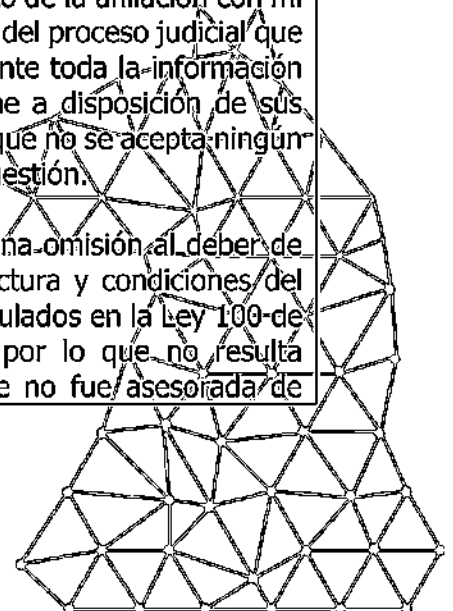 to de la afiliación con mi
del proceso judicial que
nte toda la información
ne a disposición de sus
que no se acepta ningún
estión.
na omisión al deber de
ctura y condiciones del
ulados en la Ley 100 de
por lo que no resulta
e no fue asesorada de